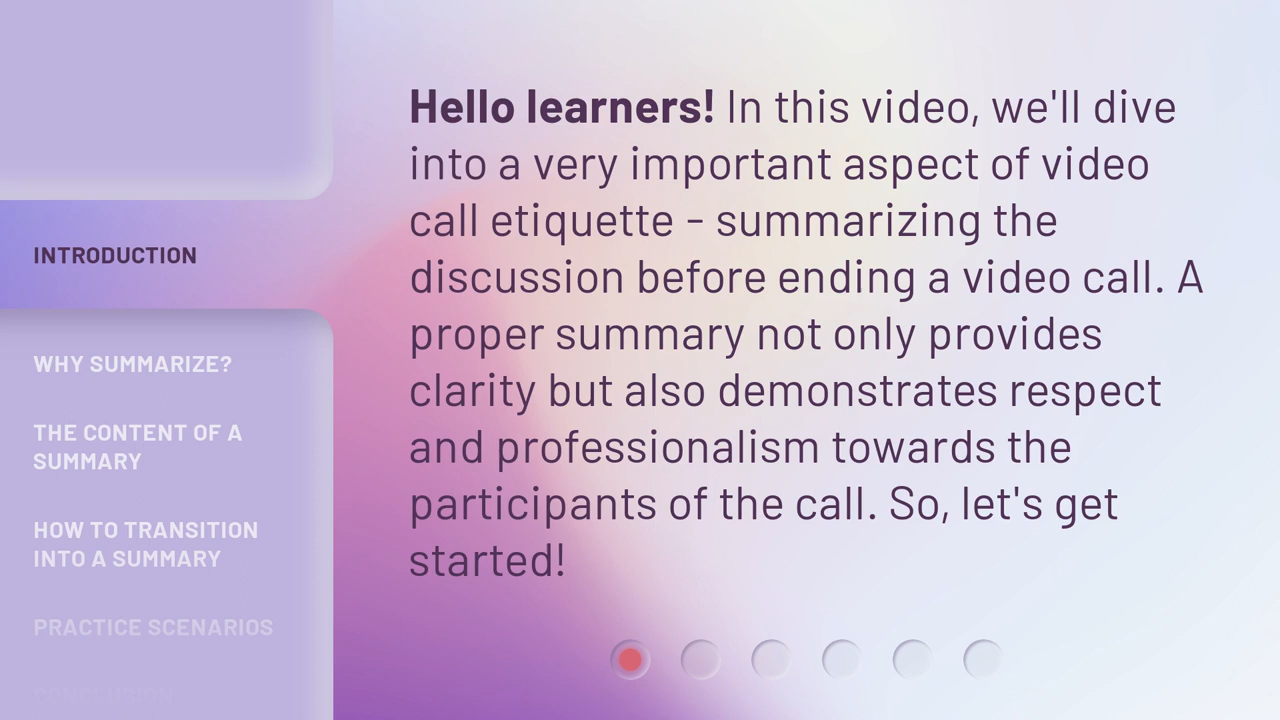 INTRODUCTION
WHY SUMMARIZE?
THE CONTENT OF A
SUMMARY
HOW TO TRANSITION
INTO A SUMMARY
PRACTICE SCENARIOS
CONCLUSION
Hello learners! In this video, we'll dive
into a very important aspect of video
call etiquette - summarizing the
discussion before ending a video call. A
proper summary not only provides
clarity but also demonstrates respect
and professionalism towards the
participants of the call. So, let's get
started!